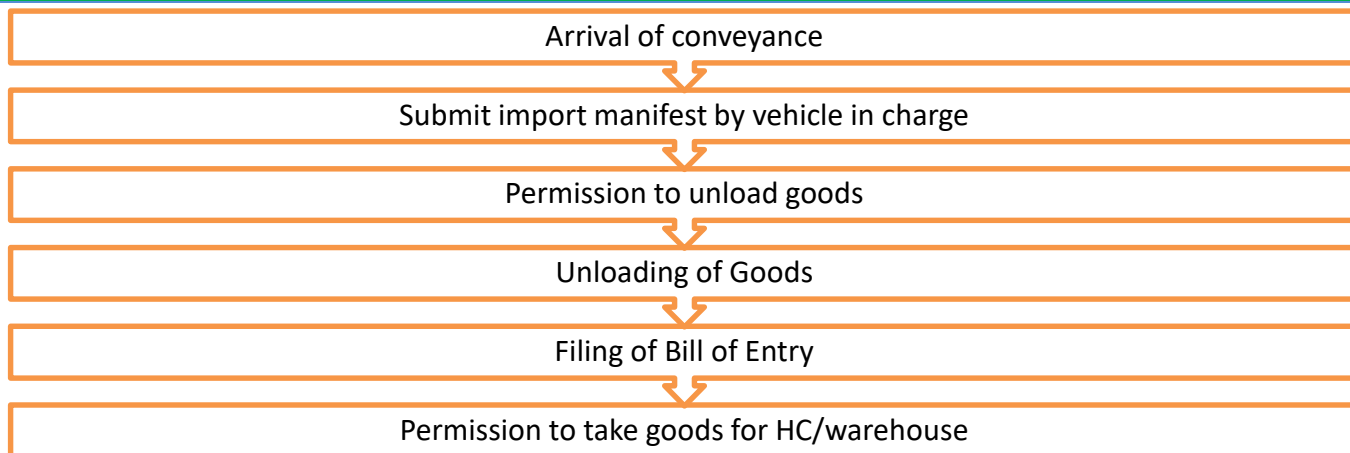 Arrival of conveyance
Submit import manifest by vehicle in charge
Permission to unload goods
Unloading of Goods
Filing of Bill of Entry
Permission to take goods for HC/warehouse